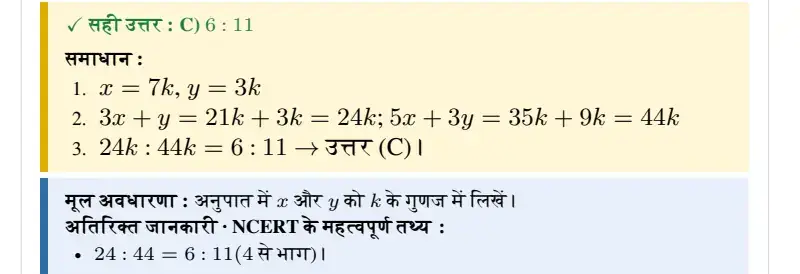 ✓ सही उत्तर : C) 6 : 11
समाधान :
1. x = 7k, y = 3k
2. 3x + y = 21k + 3k = 24k; 5x + 3y = 35k + 9k = 44k
3. 24k : 44k = 6 : 11 → उत्तर (C)।
मूल अवधारणा : अनुपात में x और y को k के गुणज में लिखें।
अतिरिक्त जानकारी · NCERT के महत्वपूर्ण तथ्य :
• 24 : 44 = 6 : 11(4 से भाग)।